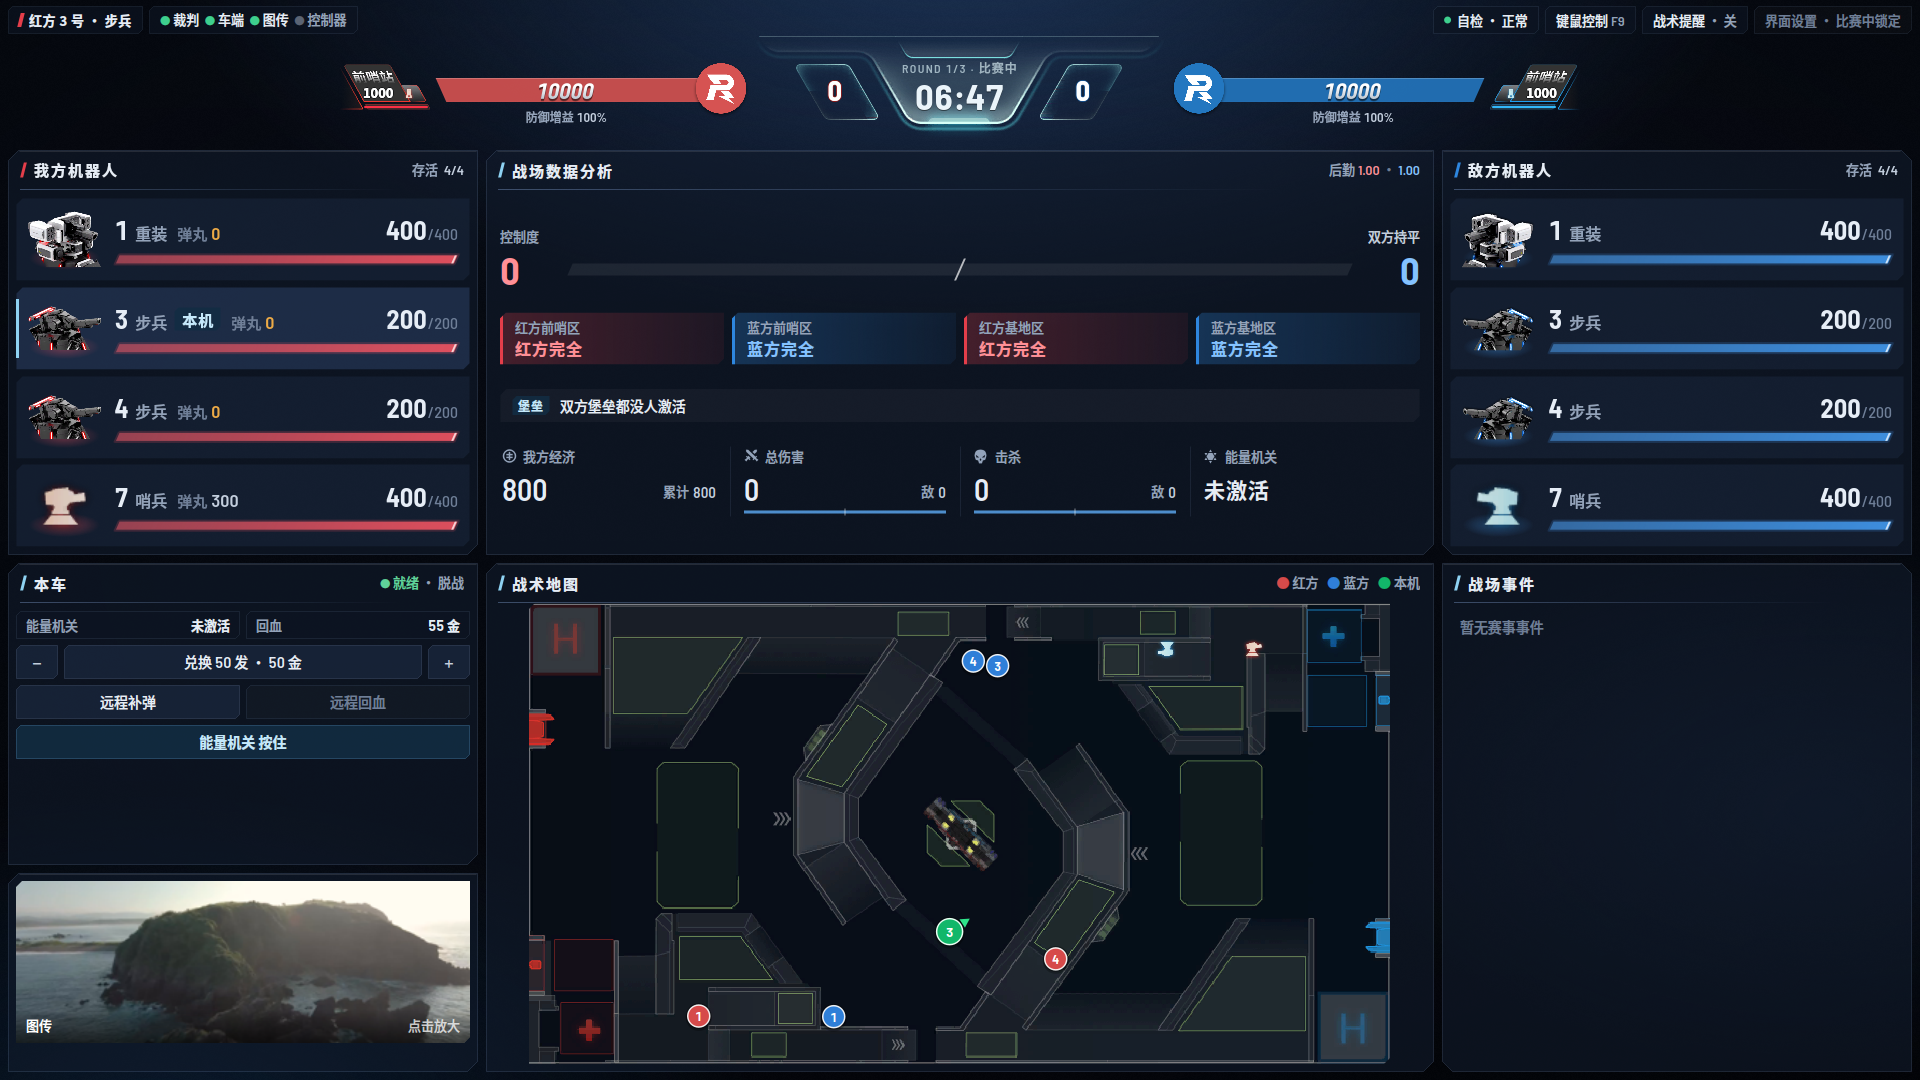 红方 3 号 · 步兵
裁判 车端 图传 控制器
自检 · 正常
键鼠控制 F9
战术提醒 · 关
界面设置 · 比赛中锁定
前哨站
1000
10000
防御增益 100%
0
ROUND 1/3 · 比赛中
06:47
0
10000
防御增益 100%
前哨站
1000
我方机器人
存活 4/4
1 重装 弹丸 0
400/400
3 步兵 本机 弹丸 0
200/200
4 步兵 弹丸 0
200/200
7 哨兵 弹丸 300
400/400
战场数据分析
后勤 1.00 · 1.00
控制度
双方持平
0
0
红方前哨区
红方完全
蓝方前哨区
蓝方完全
红方基地区
红方完全
蓝方基地区
蓝方完全
堡垒 双方堡垒都没人激活
我方经济
800
累计 800
总伤害
0
敌 0
击杀
0
敌 0
能量机关
未激活
敌方机器人
存活 4/4
1 重装
400/400
3 步兵
200/200
4 步兵
200/200
7 哨兵
400/400
本车
就绪 · 脱战
能量机关 未激活
回血 55 金
− 兑换 50 发 · 50 金 +
远程补弹
远程回血
能量机关 按住
图传
点击放大
战术地图
红方 蓝方 本机
H
4
3
3
4
1
1
H
战场事件
暂无赛事事件